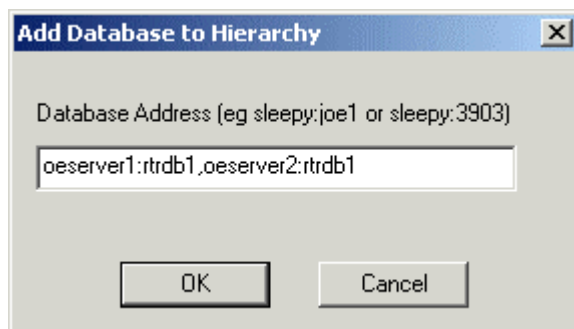 Add Database to Hierarchy
Database Address (eg sleepy:joe1 or sleepy:3903)
oeserver1:rtrdb1,oeserver2:rtrdb1
OK Cancel